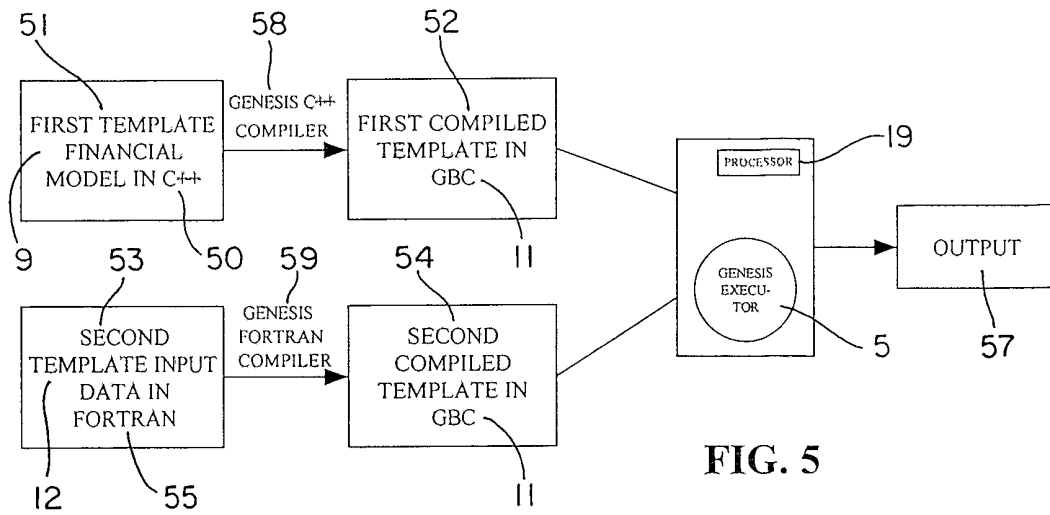 51
58
52
FIRST TEMPLATE
FINANCIAL
MODEL IN C++
GENESIS C++
COMPILER
FIRST COMPILED
TEMPLATE IN
GBC
PROCESSOR
19
9
50
11
53
59
54
GENESIS
EXECU-
TOR
OUTPUT
SECOND
TEMPLATE INPUT
DATA IN
FORTRAN
GENESIS
FORTRAN
COMPILER
SECOND
COMPILED
TEMPLATE IN
GBC
5
57
12
55
11
FIG. 5